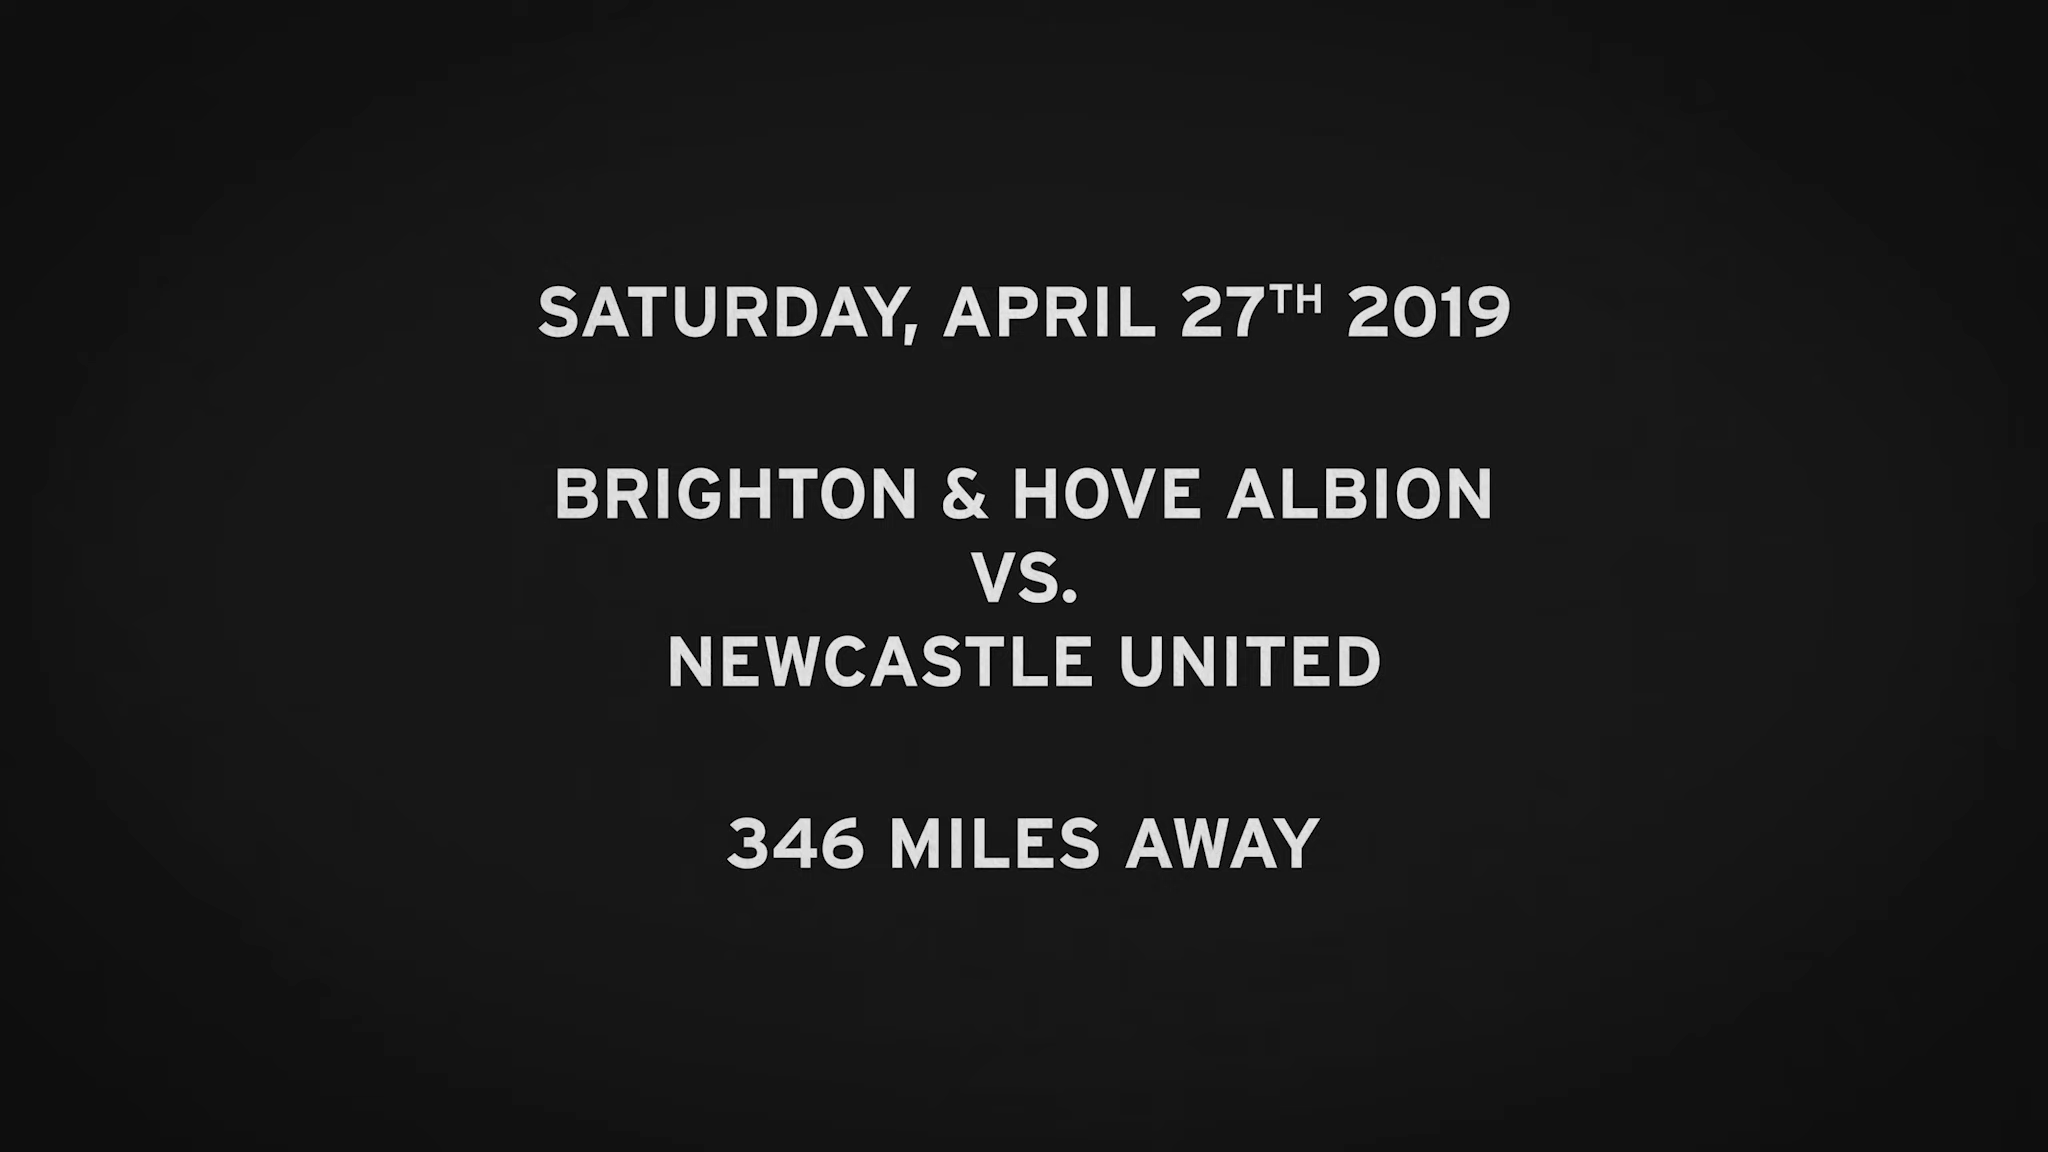 SATURDAY, APRIL 27TH 2019
BRIGHTON & HOVE ALBION
VS.
NEWCASTLE UNITED
346 MILES AWAY